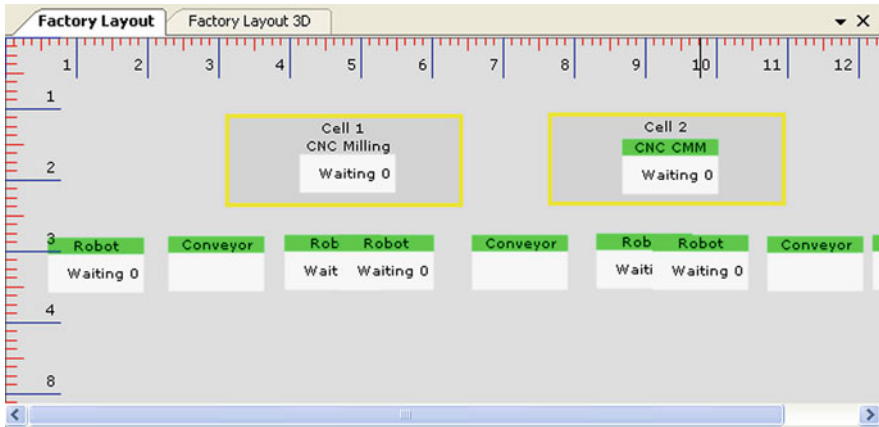 Factory Layout Factory Layout 3D
1 2 3 4 5 6 7 8 9 10 11 12
1
Cell 1 Cell 2
CNC Milling CNC CMM
2
Waiting 0 Waiting 0
3
Robot Conveyor Rob Robot Conveyor Rob Robot Conveyor
Waiting 0 Wait Waiting 0 Waiti Waiting 0
4
8